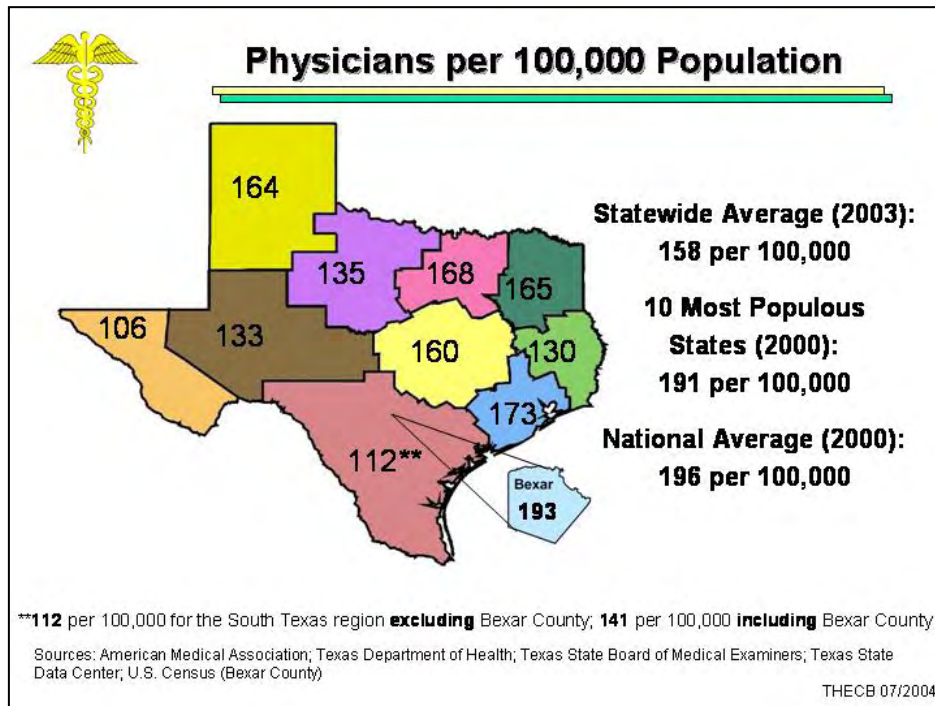 Physicians per 100,000 Population
164
135
168
165
106
133
160
130
173
112**
Bexar
193
Statewide Average (2003):
158 per 100,000
10 Most Populous
States (2000):
191 per 100,000
National Average (2000):
196 per 100,000
**112 per 100,000 for the South Texas region excluding Bexar County; 141 per 100,000 including Bexar County
Sources: American Medical Association; Texas Department of Health; Texas State Board of Medical Examiners; Texas State
Data Center; U.S. Census (Bexar County)
THECB 07/2004